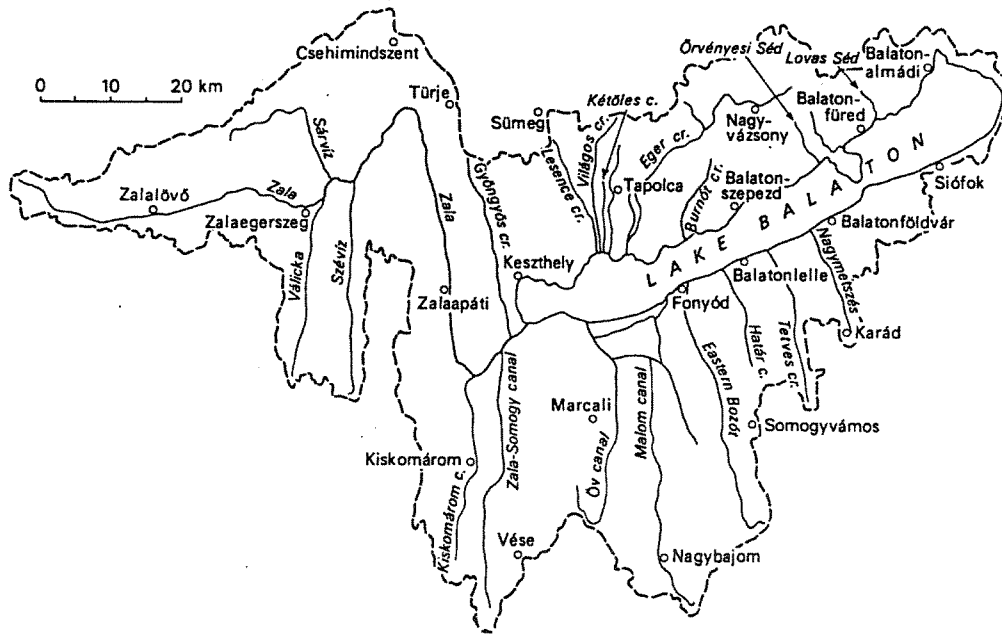 Csehimindszent
Örvényesi Séd
Lovas Séd
Balaton-
almádi
0 10 20 km
Türje
Sümeg
Kétöles c.
Nagy-
vázsony
Balaton-
füred
Sárvíz
Lesence cr.
Világos cr.
Eger cr.
Tapolca
Burnót cr.
Balaton-
szepezd
Zalalövő
Zala
Zalaegerszeg
Zala
Gyöngyös cr.
Siófok
LAKE BALATON
Válicka
Szévíz
Keszthely
Zalaapáti
Balatonföldvár
Balatonlelle
Nagymetszés
Fonyód
Karád
Határ c.
Tetves cr.
Eastern Bozót
Zala-Somogy canal
Marcali
Malom canal
Somogyvámos
Kiskomárom
Kiskomárom c.
Öv canal
Vése
Nagybajom